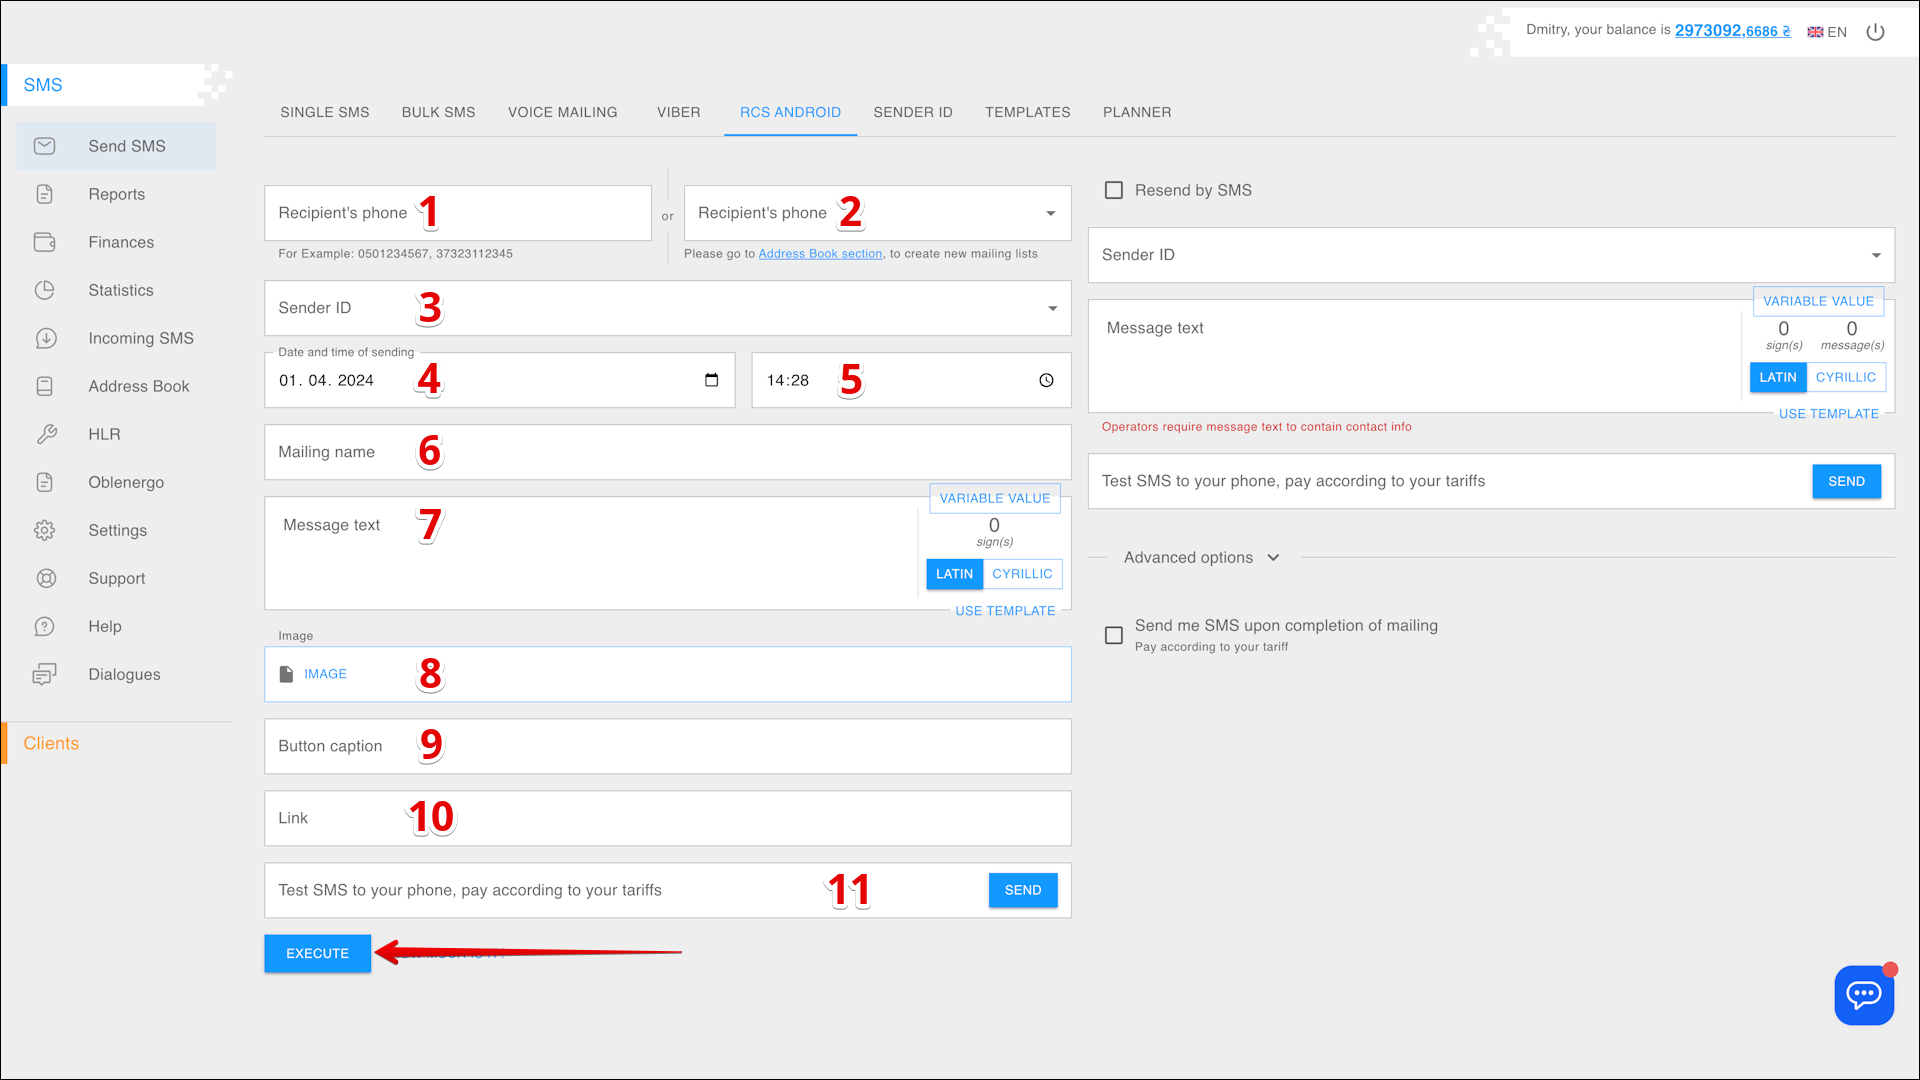 Dmitry, your balance is 2973092,6686 ₴
EN
SMS
Send SMS
Reports
Finances
Statistics
Incoming SMS
Address Book
HLR
Oblenergo
Settings
Support
Help
Dialogues
Clients
SINGLE SMS BULK SMS VOICE MAILING VIBER RCS ANDROID SENDER ID TEMPLATES PLANNER
Recipient's phone 1
or
Recipient's phone 2
For Example: 0501234567, 37323112345
Please go to Address Book section, to create new mailing lists
Sender ID 3
Date and time of sending
01. 04. 2024 4
14:28 5
Mailing name 6
VARIABLE VALUE
Message text 7
0
sign(s)
LATIN CYRILLIC
USE TEMPLATE
Image
IMAGE 8
Button caption 9
Link 10
Test SMS to your phone, pay according to your tariffs 11 SEND
EXECUTE
Resend by SMS
Sender ID
VARIABLE VALUE
Message text
0 0
sign(s) message(s)
LATIN CYRILLIC
USE TEMPLATE
Operators require message text to contain contact info
Test SMS to your phone, pay according to your tariffs SEND
Advanced options
Send me SMS upon completion of mailing
Pay according to your tariff